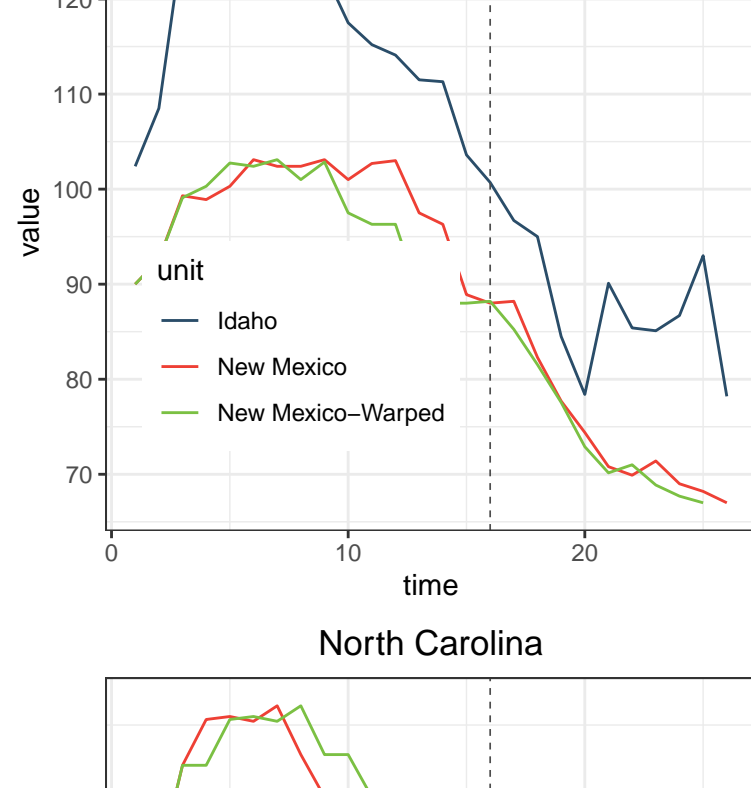 120
110
100
90
80
70
value
unit
Idaho
New Mexico
New Mexico−Warped
0 10 20
time
North Carolina